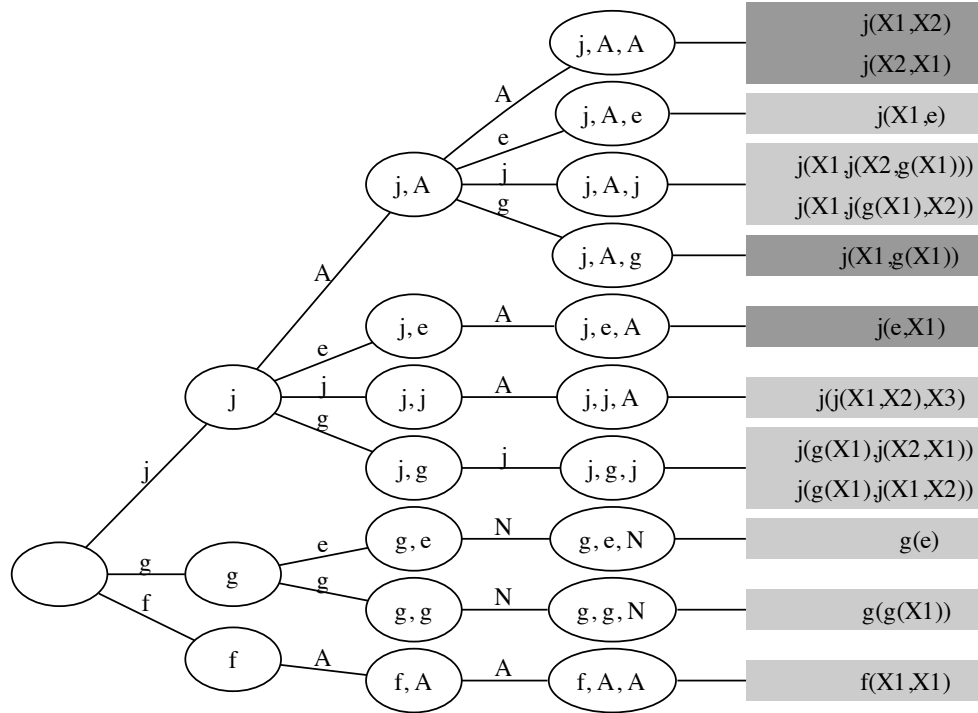 j, A, A
j(X1,X2)
j(X2,X1)
A
j, A, e
j(X1,e)
e
j, A
j
j, A, j
j(X1,j(X2,g(X1)))
j(X1,j(g(X1),X2))
g
j, A, g
j(X1,g(X1))
A
j, e
A
j, e, A
j(e,X1)
e
j
j
j, j
A
j, j, A
j(j(X1,X2),X3)
g
j, g
j
j, g, j
j(g(X1),j(X2,X1))
j(g(X1),j(X1,X2))
j
g, e
N
g, e, N
g(e)
e
g
g
g
g, g
N
g, g, N
g(g(X1))
f
f
A
f, A
A
f, A, A
f(X1,X1)